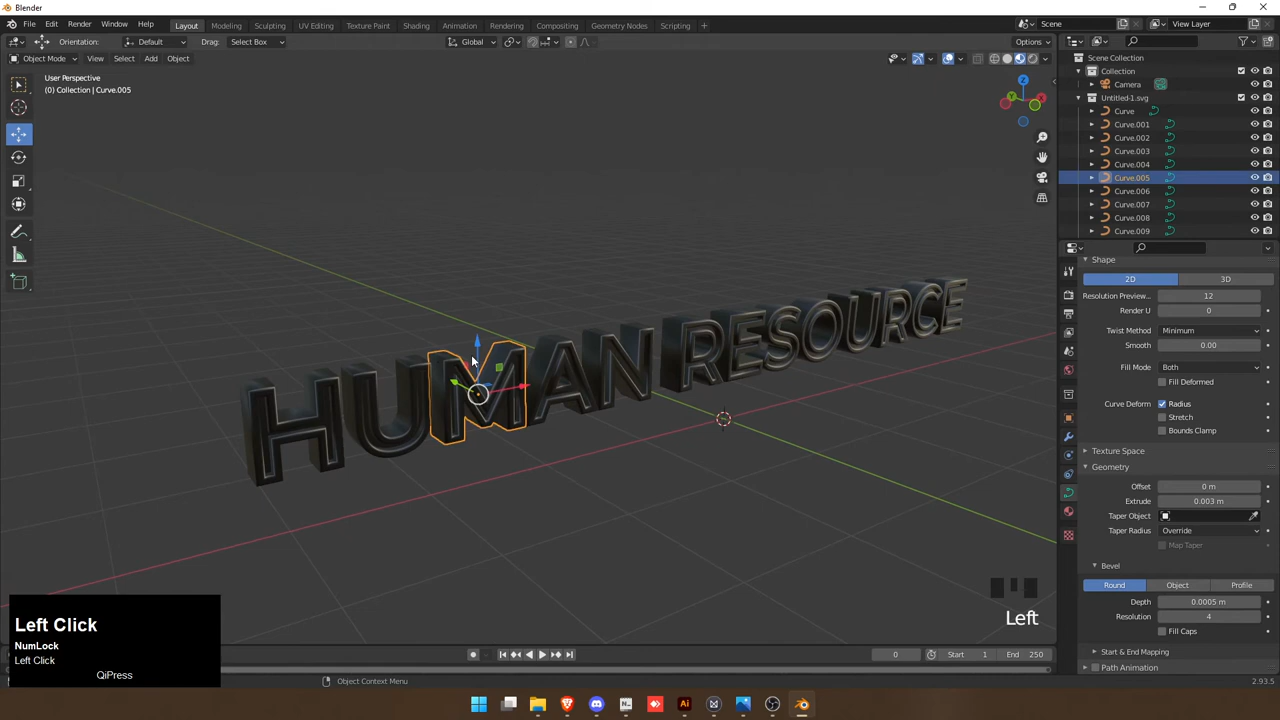 Blender
File Edit Render Window Help Layout Modeling Sculpting UV Editing Texture Paint Shading Animation Rendering Compositing Geometry Nodes Scripting + Scene View Layer
Orientation: Default Drag: Select Box Global Options
Object Mode View Select Add Object
User Perspective
(0) Collection | Curve.005
Z
Y
X
HUMAN RESOURCE
Scene Collection
Collection
Camera
Untitled-1.svg
Curve
Curve.001
Curve.002
Curve.003
Curve.004
Curve.005
Curve.006
Curve.007
Curve.008
Curve.009
Shape
2D 3D
Resolution Preview... 12
Render U 0
Twist Method Minimum
Smooth 0.00
Fill Mode Both
Fill Deformed
Curve Deform Radius
Stretch
Bounds Clamp
Texture Space
Geometry
Offset 0 m
Extrude 0.003 m
Taper Object
Taper Radius Override
Map Taper
Bevel
Round Object Profile
Depth 0.0005 m
Resolution 4
Fill Caps
Start & End Mapping
Path Animation
Left Click
NumLock
Left Click
QiPress
Left
0 Start 1 End 250
Object Context Menu
2.93.5
Ai